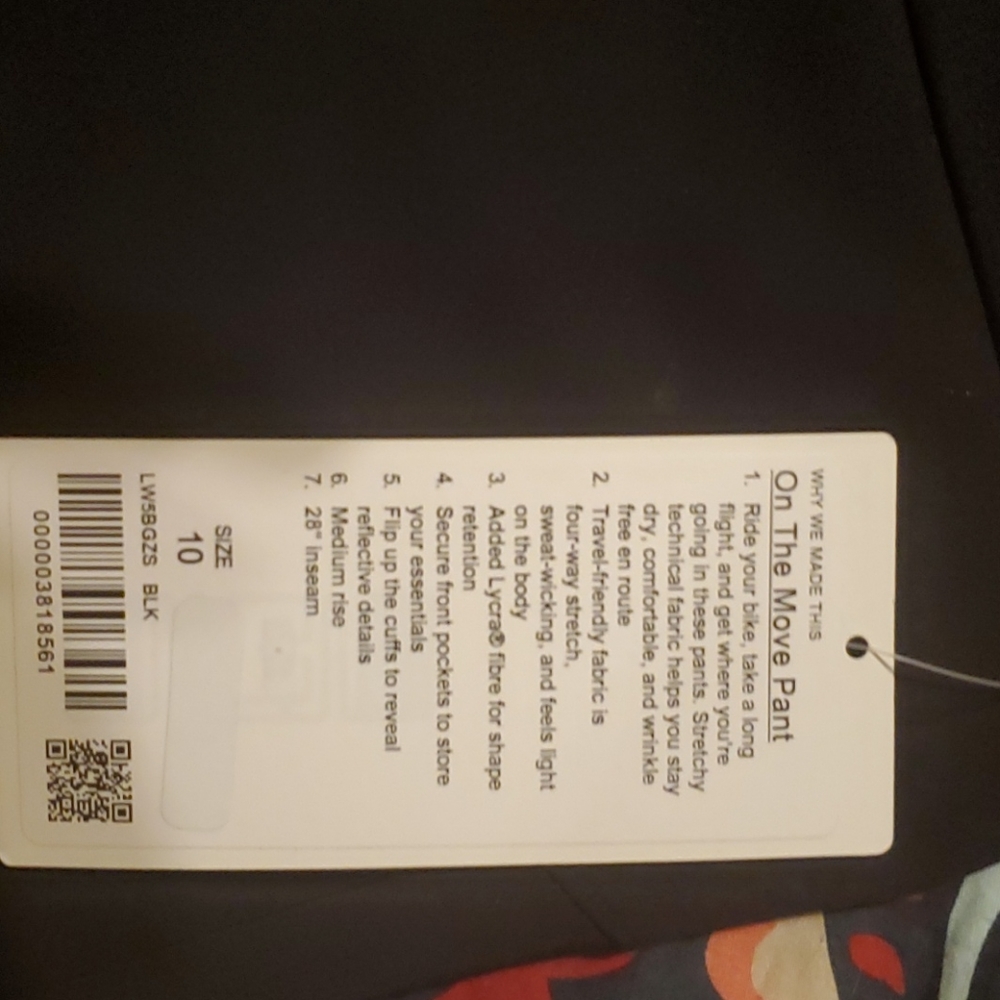 WHY WE MADE THIS
On The Move Pant
1. Ride your bike, take a long
flight, and get where you're
going in these pants. Stretchy
technical fabric helps you stay
dry, comfortable, and wrinkle
free en route
2. Travel-friendly fabric is
four-way stretch,
sweat-wicking, and feels light
on the body
3. Added Lycra® fibre for shape
retention
4. Secure front pockets to store
your essentials
5. Flip up the cuffs to reveal
reflective details
6. Medium rise
7. 28" inseam
SIZE
10
LW5BGZS BLK
000003818561